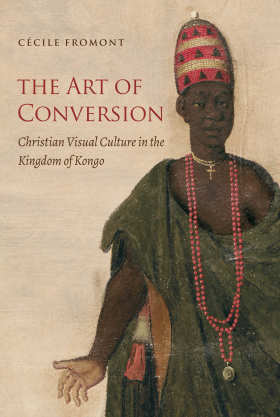 CÉCILE FROMONT
THE ART OF
CONVERSION
Christian Visual Culture in the
Kingdom of Kongo